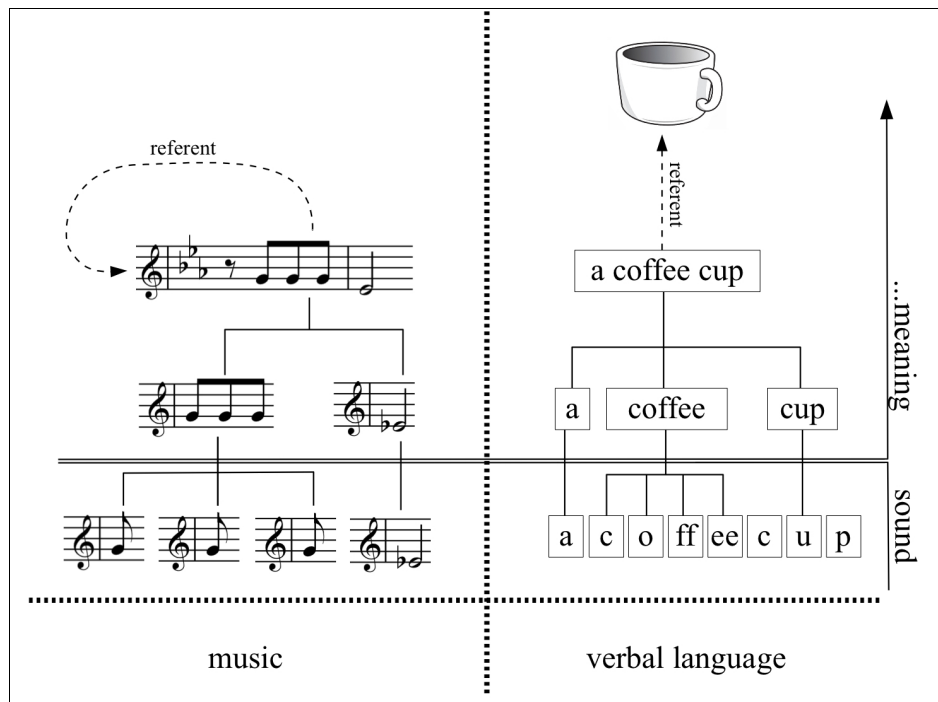 referent
referent
a coffee cup
...meaning
a coffee cup
a c o ff ee c u p
sound
music verbal language